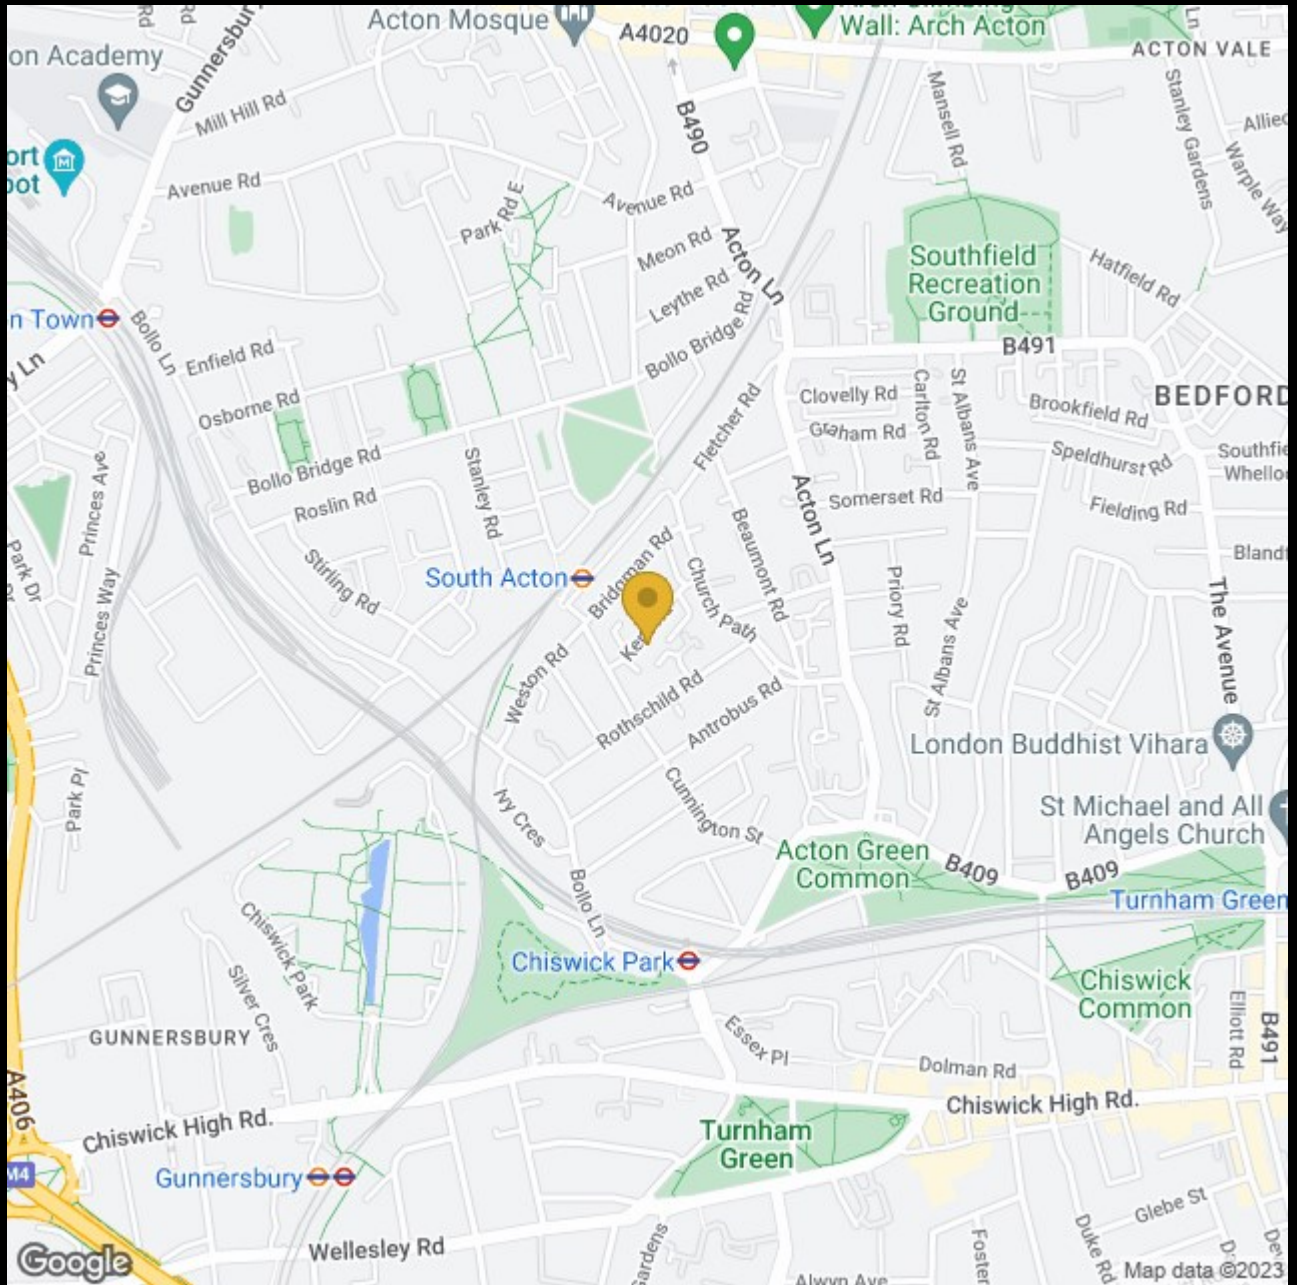 Acton Mosque
A4020
Wall: Arch Acton
ACTON VALE
Ln
on Academy
Gunnersbury
Mill Hill Rd
B490
Mansell Rd
Stanley Gardens
Allied
Warple Way
ort
pot
Avenue Rd
Park Rd E
Avenue Rd
Meon Rd
Acton Ln
Leythe Rd
Southfield
Recreation
Ground
Hatfield Rd
n Town
Bollo Ln
Enfield Rd
Bollo Bridge Rd
B491
y Ln
Osborne Rd
Fletcher Rd
Clovelly Rd
Carlton Rd
St Albans Ave
Brookfield Rd
BEDFORD
Graham Rd
Princes Ave
Bollo Bridge Rd
Stanley Rd
Speldhurst Rd
Southfie
Whello
Roslin Rd
Acton Ln
Somerset Rd
Fielding Rd
Park Dr
Dr
Stirling Rd
Beaumont Rd
Blandf
South Acton
Bridgman Rd
Church Path
Priory Rd
The Avenue
Princes Way
Weston Rd
Rothschild Rd
Antrobus Rd
St Albans Ave
London Buddhist Vihara
Park Pl
Ivy Cres
Cunnington St
St Michael and All
Angels Church
Acton Green
Common
B409
B409
Bollo Ln
Turnham Green
Chiswick Park
Chiswick Park
Silver Cres
Chiswick
Common
Elliott Rd
B491
GUNNERSBURY
Essex Pl
Dolman Rd
A406
Chiswick High Rd.
Chiswick High Rd.
Turnham
Green
M4
Gunnersbury
Glebe St
Wellesley Rd
Duke Rd
Foster
Gardens
Alwyn Ave
Google
Map data ©2023